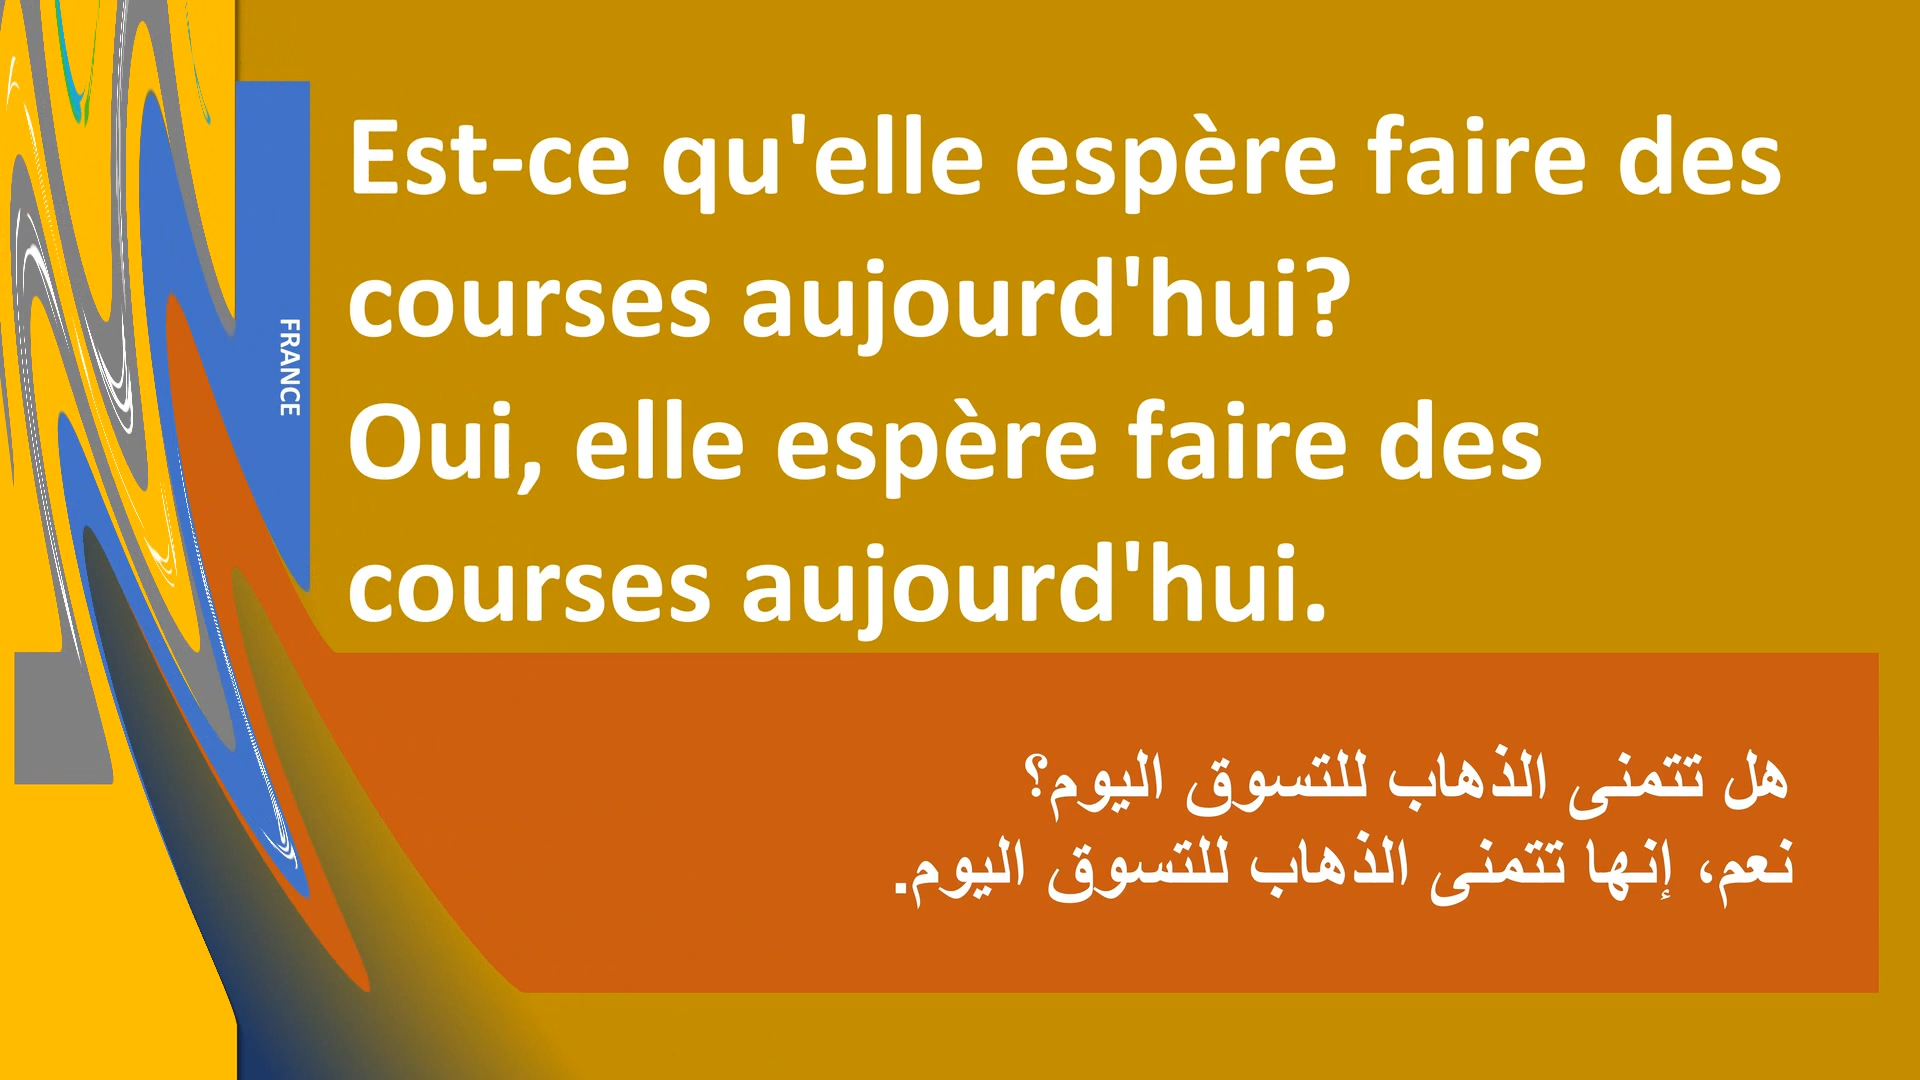 Est-ce qu'elle espère faire des
courses aujourd'hui?
Oui, elle espère faire des
courses aujourd'hui.
FRANCE
هل تتمنى الذهاب للتسوق اليوم؟
نعم، إنها تتمنى الذهاب للتسوق اليوم.